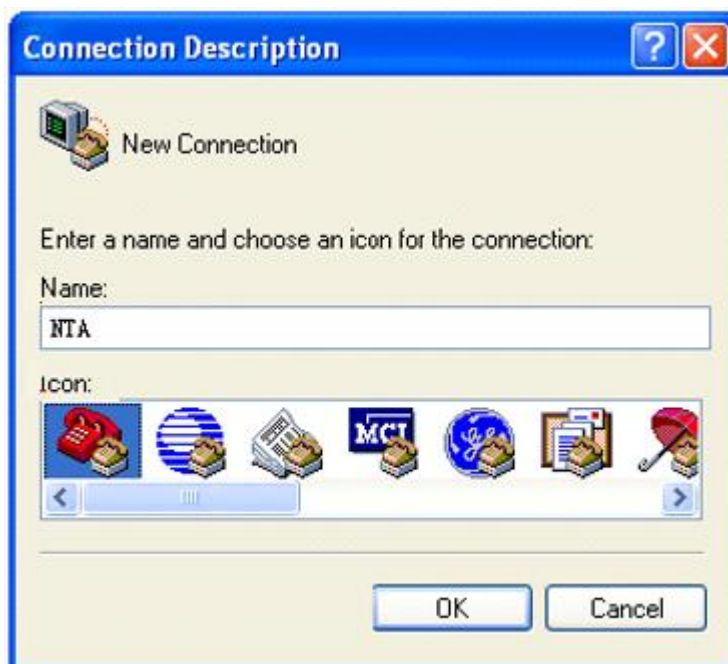 Connection Description
New Connection
Enter a name and choose an icon for the connection:
Name:
NTA
Icon:
MCI
OK
Cancel